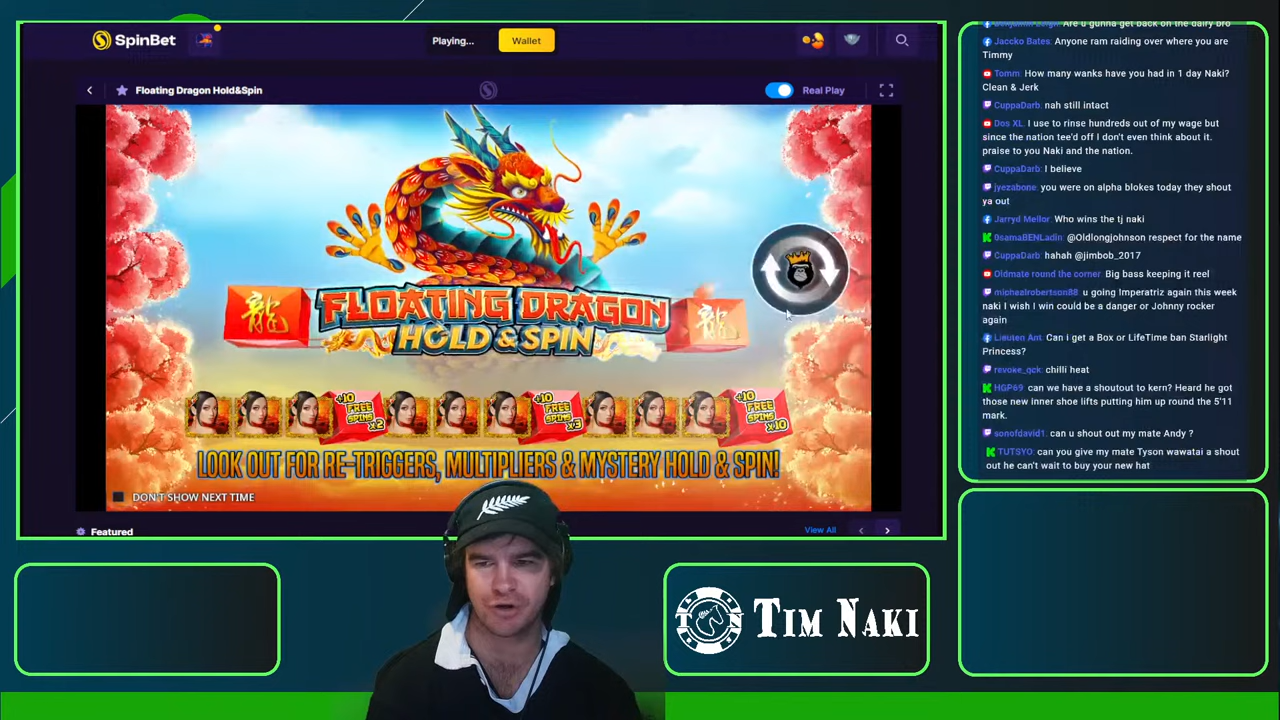 SpinBet
Playing...
Wallet
Floating Dragon Hold&Spin
Real Play
龍
FLOATING DRAGON
龍
HOLD & SPIN
+10
FREE
SPINS
x2
+10
FREE
SPINS
x3
+10
FREE
SPINS
x10
LOOK OUT FOR RE-TRIGGERS, MULTIPLIERS & MYSTERY HOLD & SPIN!
DON'T SHOW NEXT TIME
Featured
View All
Are u gunna get back on the dairy bro
Jaccko Bates: Anyone ram raiding over where you are
Timmy
Tomm: How many wanks have you had in 1 day Naki?
Clean & Jerk
CuppaDarb: nah still intact
Dos XL: I use to rinse hundreds out of my wage but
since the nation tee'd off I don't even think about it.
praise to you Naki and the nation.
CuppaDarb: I believe
jyezabone: you were on alpha blokes today they shout
ya out
Jarryd Mellor: Who wins the tj naki
0samaBENLadin: @Oldlongjohnson respect for the name
CuppaDarb: hahah @jimbob_2017
Oldmate round the corner: Big bass keeping it reel
miphealrobertson88: u going !mperatriz again this week
naki I wish I win could be a danger or Johnny rocker
again
Lieuten Ant: Can i get a Box or LifeTime ban Starlight
Princess?
revoke_gck: chilli heat
HGP69: can we have a shoutout to kern? Heard he got
those new inner shoe lifts putting him up round the 5'11
mark.
sonofdavid1: can u shout out my mate Andy ?
TUTSYO: can you give my mate Tyson wawatai a shout
out he can't wait to buy your new hat
T N
TIM NAKI